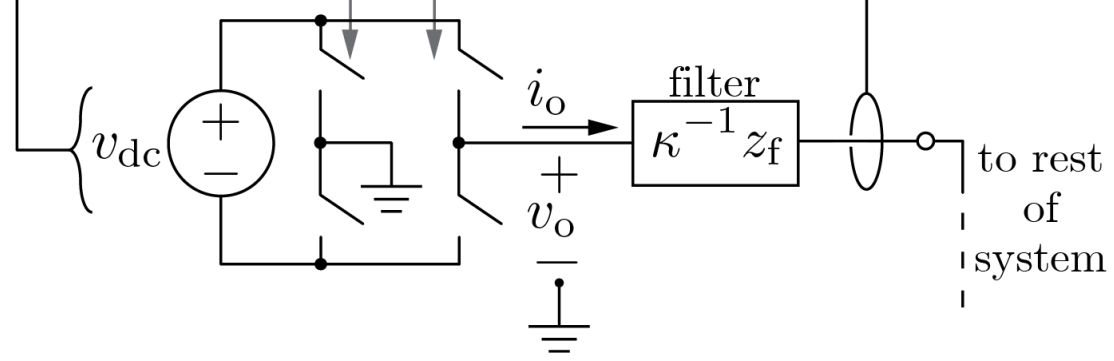 filter
i_o
κ^{-1} z_f
+
v_dc
−
+
v_o
−
to rest
of
system